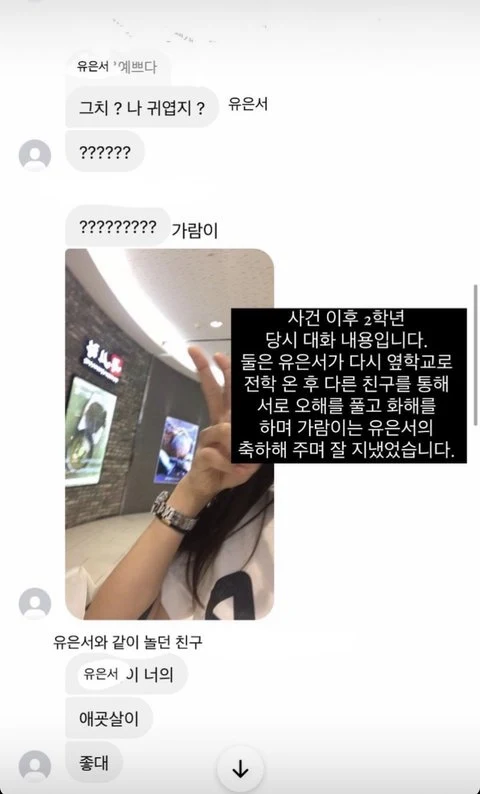 유은서 예쁘다
그치 ? 나 귀엽지 ? 유은서
??????
????????? 가람이
사건 이후 2학년
당시 대화 내용입니다.
둘은 유은서가 다시 옆학교로
전학 온 후 다른 친구를 통해
서로 오해를 풀고 화해를
하며 가람이는 유은서의
축하해 주며 잘 지냈었습니다.
유은서와 같이 놀던 친구
유은서 이 너의
애굣살이
좋대